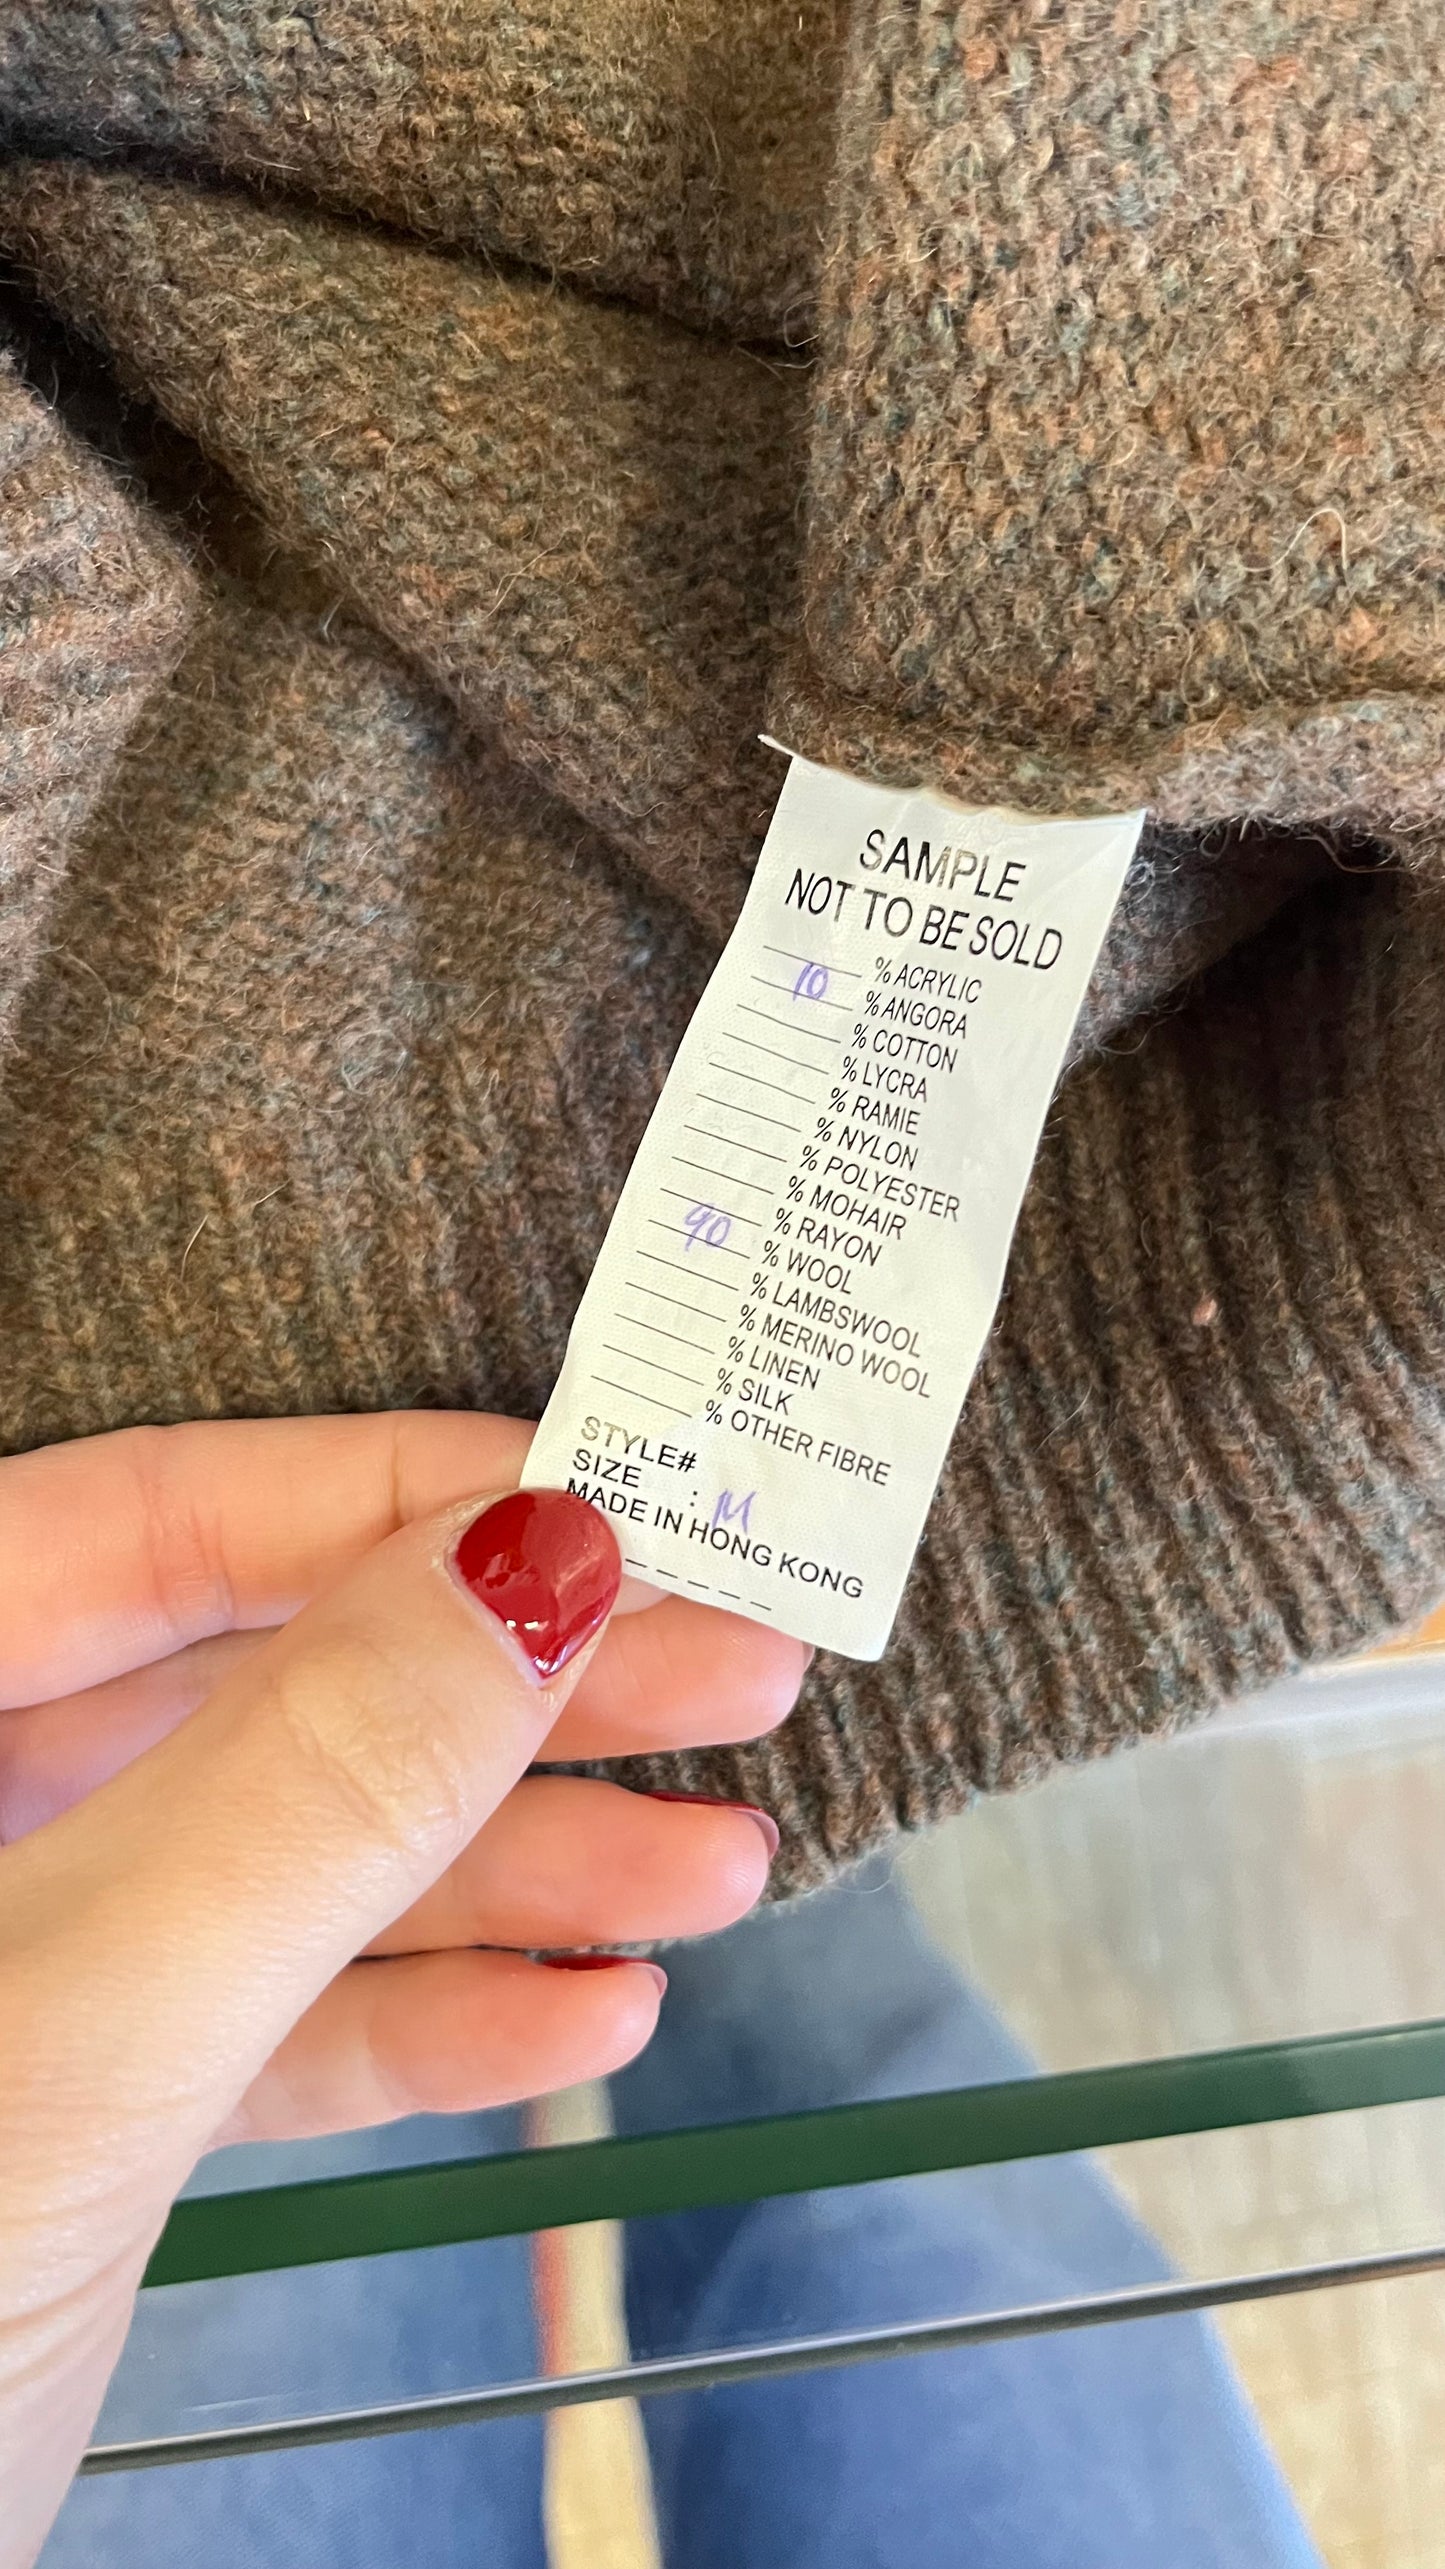 SAMPLE
NOT TO BE SOLD
% ACRYLIC
10 % ANGORA
% COTTON
% LYCRA
% RAMIE
% NYLON
% POLYESTER
% MOHAIR
% RAYON
90 % WOOL
% LAMBSWOOL
% MERINO WOOL
% LINEN
% SILK
% OTHER FIBRE
STYLE#
SIZE : M
MADE IN HONG KONG